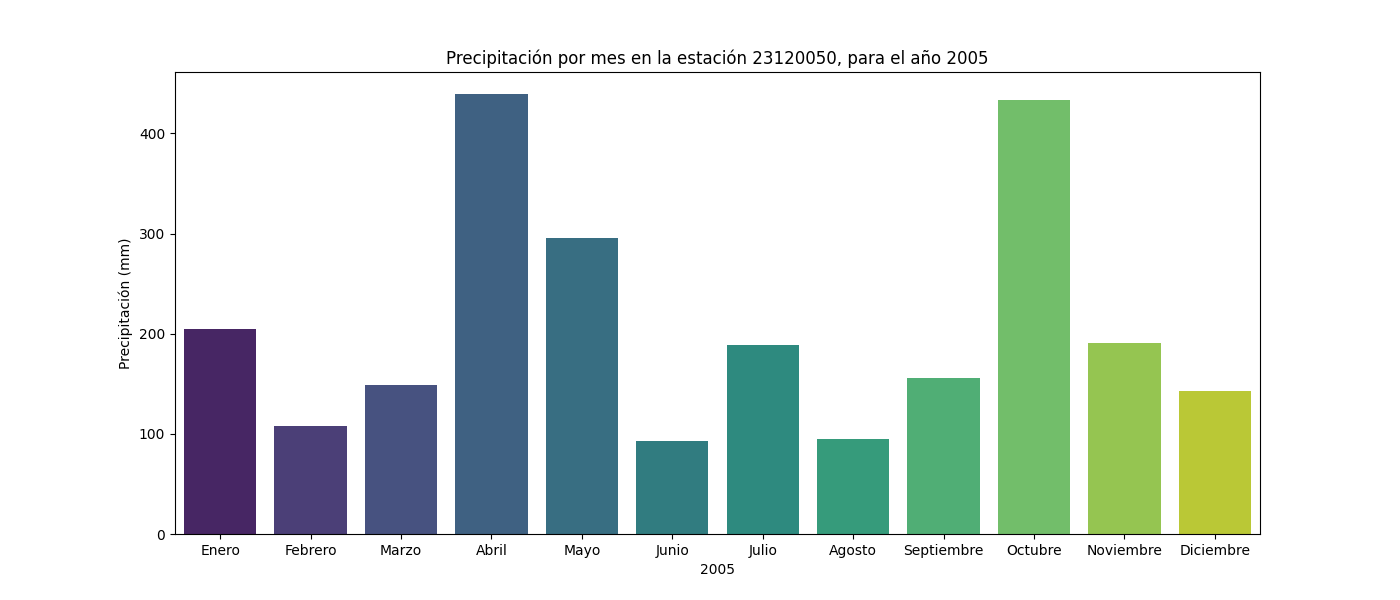 Precipitación por mes en la estación 23120050, para el año 2005
Precipitación (mm)
400
300
200
100
0
Enero Febrero Marzo Abril Mayo Junio Julio Agosto Septiembre Octubre Noviembre Diciembre
2005